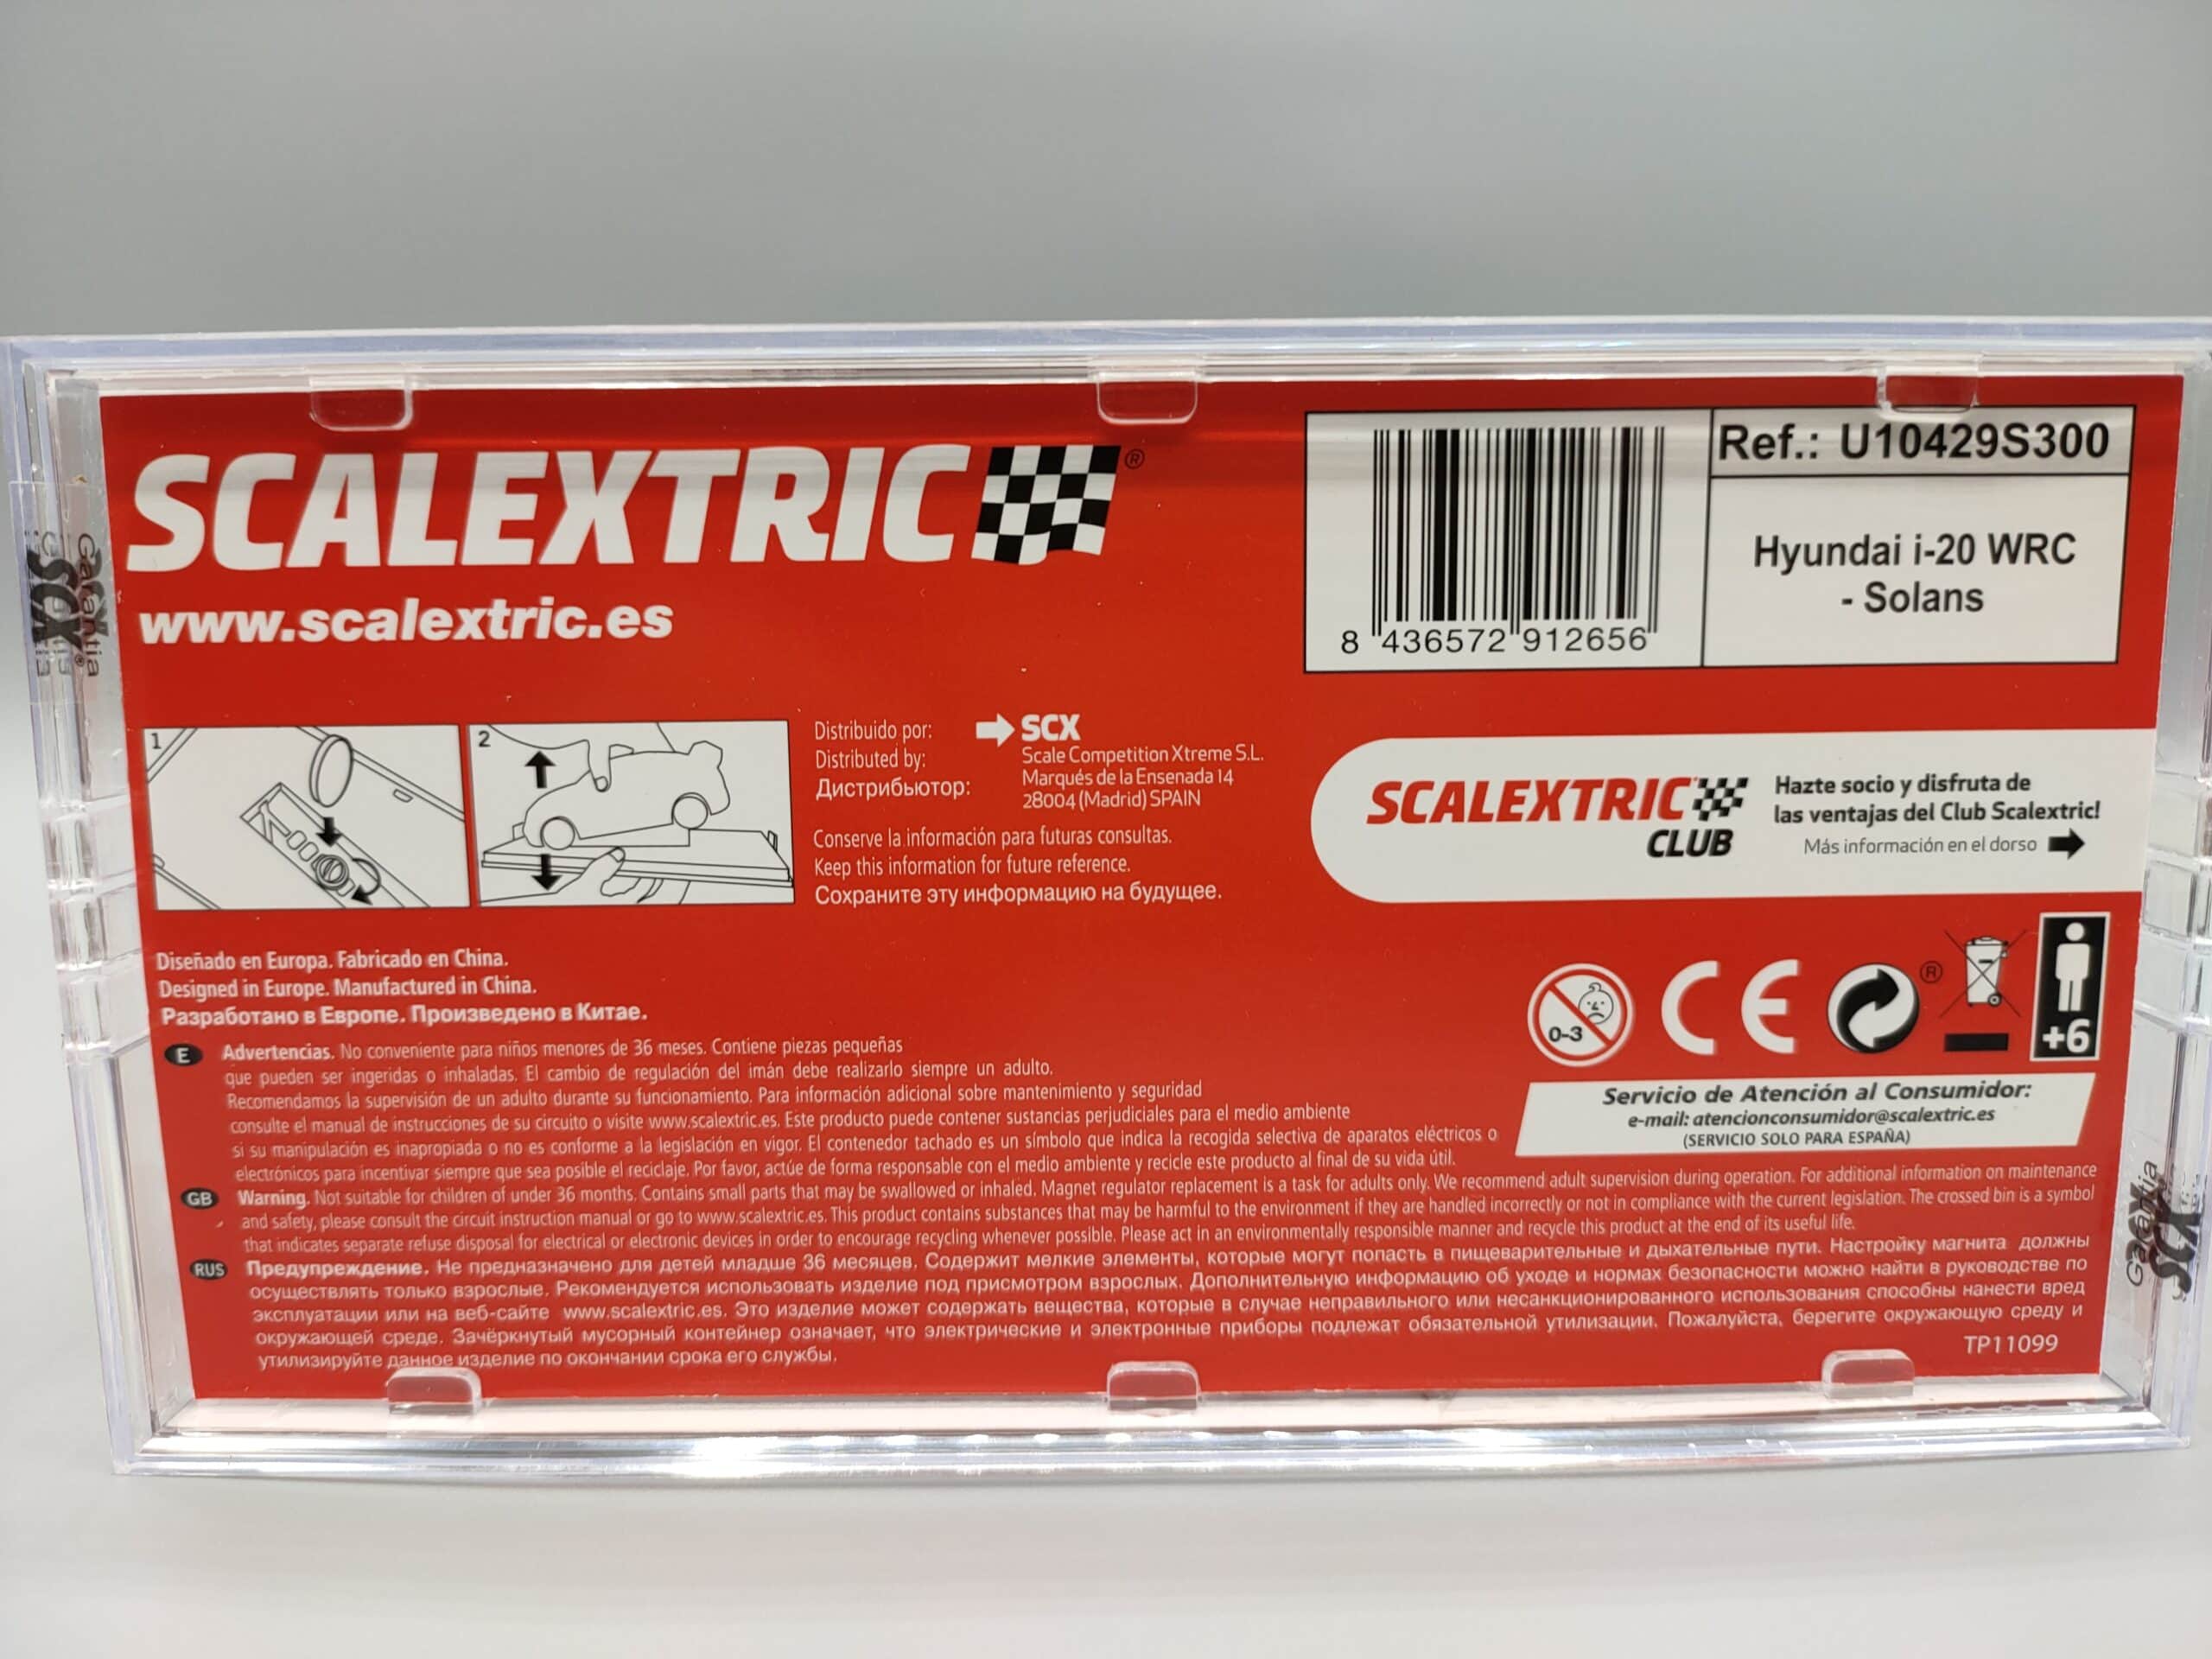 SCALEXTRIC®
www.scalextric.es
8 436572 912656
Ref.: U10429S300
Hyundai i-20 WRC
- Solans
Garantía
SCX®
1
2
Distribuido por:
Distributed by:
Дистрибьютор:
SCX
Scale Competition Xtreme S.L.
Marqués de la Ensenada 14
28004 (Madrid) SPAIN
Conserve la información para futuras consultas.
Keep this information for future reference.
Сохраните эту информацию на будущее.
SCALEXTRIC
CLUB
Hazte socio y disfruta de
las ventajas del Club Scalextric!
Más información en el dorso
Diseñado en Europa. Fabricado en China.
Designed in Europe. Manufactured in China.
Разработано в Европе. Произведено в Китае.
0-3
CE
®
+6
Servicio de Atención al Consumidor:
e-mail: atencionconsumidor@scalextric.es
(SERVICIO SOLO PARA ESPAÑA)
E Advertencias. No conveniente para niños menores de 36 meses. Contiene piezas pequeñas
que pueden ser ingeridas o inhaladas. El cambio de regulación del imán debe realizarlo siempre un adulto.
Recomendamos la supervisión de un adulto durante su funcionamiento. Para información adicional sobre mantenimiento y seguridad
consulte el manual de instrucciones de su circuito o visite www.scalextric.es. Este producto puede contener sustancias perjudiciales para el medio ambiente
si su manipulación es inapropiada o no es conforme a la legislación en vigor. El contenedor tachado es un símbolo que indica la recogida selectiva de aparatos eléctricos o
electrónicos para incentivar siempre que sea posible el reciclaje. Por favor, actúe de forma responsable con el medio ambiente y recicle este producto al final de su vida útil.
GB Warning. Not suitable for children of under 36 months. Contains small parts that may be swallowed or inhaled. Magnet regulator replacement is a task for adults only. We recommend adult supervision during operation. For additional information on maintenance
and safety, please consult the circuit instruction manual or go to www.scalextric.es. This product contains substances that may be harmful to the environment if they are handled incorrectly or not in compliance with the current legislation. The crossed bin is a symbol
that indicates separate refuse disposal for electrical or electronic devices in order to encourage recycling whenever possible. Please act in an environmentally responsible manner and recycle this product at the end of its useful life.
RUS Предупреждение. Не предназначено для детей младше 36 месяцев. Содержит мелкие элементы, которые могут попасть в пищеварительные и дыхательные пути. Настройку магнита должны
осуществлять только взрослые. Рекомендуется использовать изделие под присмотром взрослых. Дополнительную информацию об уходе и нормах безопасности можно найти в руководстве по
эксплуатации или на веб-сайте www.scalextric.es. Это изделие может содержать вещества, которые в случае неправильного или несанкционированного использования способны нанести вред
окружающей среде. Зачёркнутый мусорный контейнер означает, что электрические и электронные приборы подлежат обязательной утилизации. Пожалуйста, берегите окружающую среду и
утилизируйте данное изделие по окончании срока его службы.
TP11099
SCX